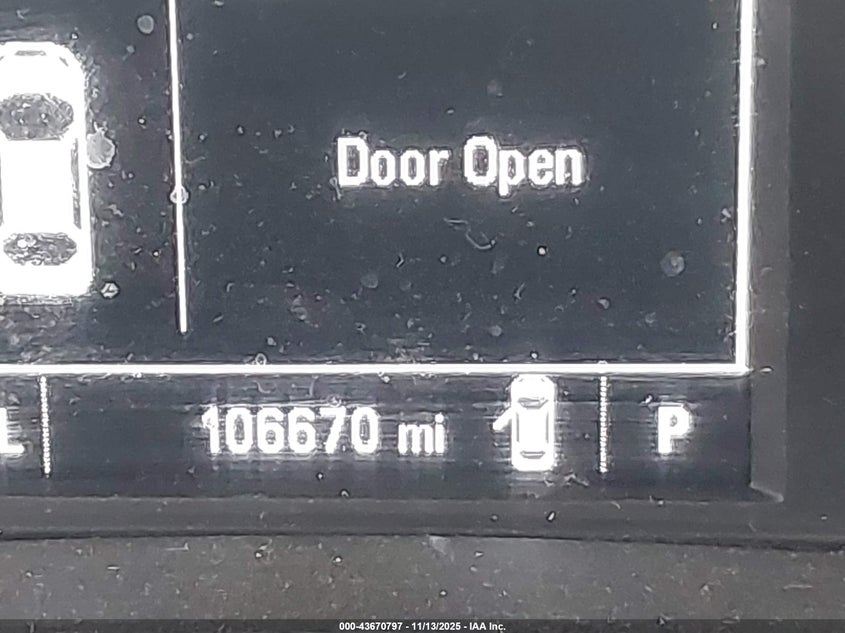 Door Open
L 106670 mi P
000-43670797 - 11/13/2025 - IAA Inc.